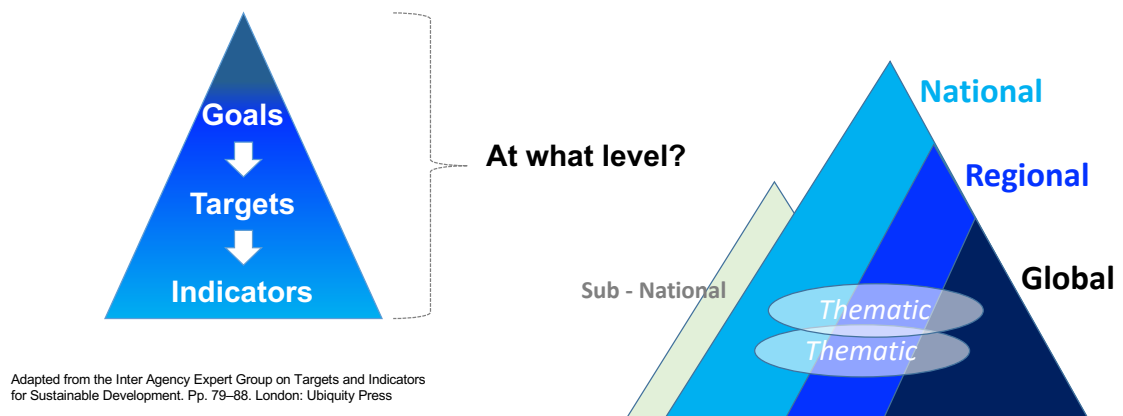 Goals
Targets
Indicators
At what level?
National
Regional
Global
Sub - National
Thematic
Thematic
Adapted from the Inter Agency Expert Group on Targets and Indicators
for Sustainable Development. Pp. 79–88. London: Ubiquity Press